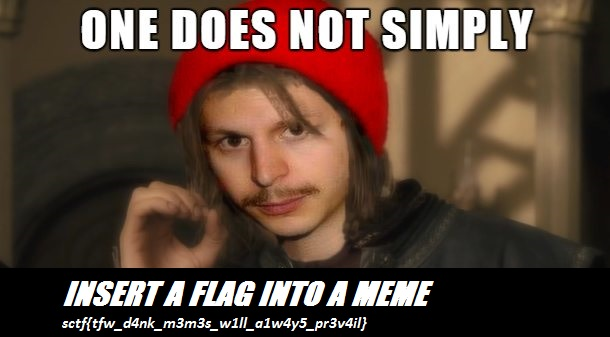 ONE DOES NOT SIMPLY
INSERT A FLAG INTO A MEME
sctf{tfw_d4nk_m3m3s_w1ll_a1w4y5_pr3v4il}